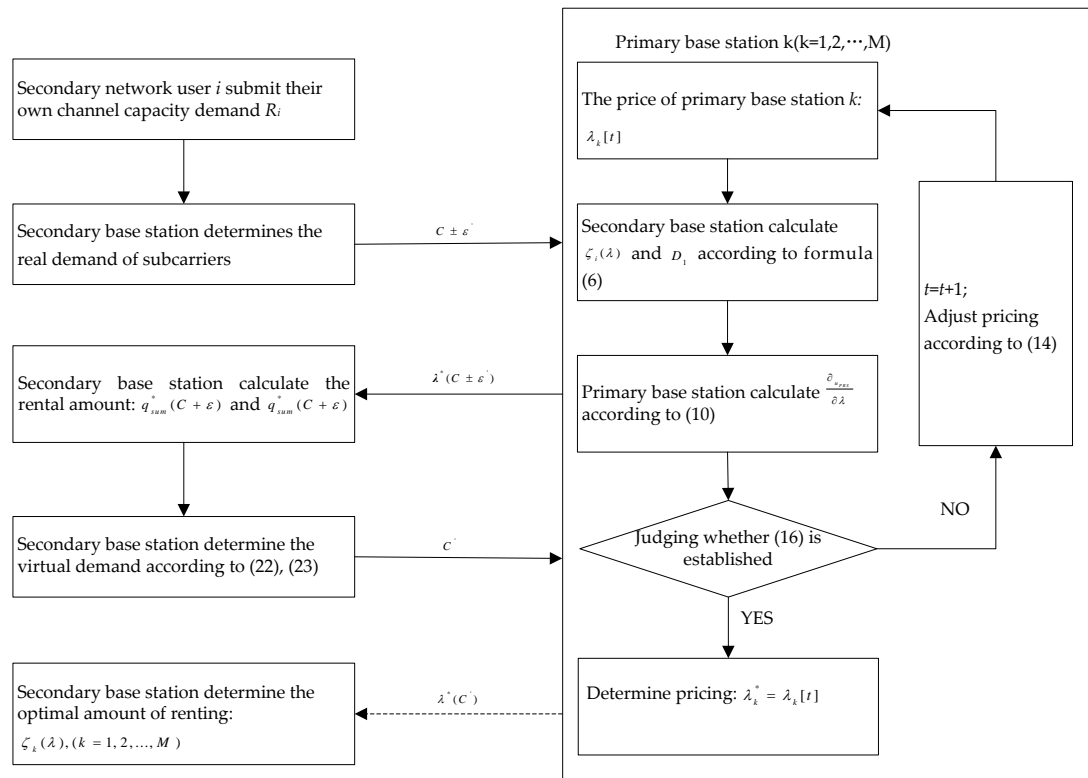 Secondary network user i submit their
own channel capacity demand Rᵢ
Secondary base station determines the
real demand of subcarriers
C ± ε'
Secondary base station calculate the
rental amount: q*ₛᵤₘ(C + ε) and q*ₛᵤₘ(C + ε)
λ*(C ± ε')
Secondary base station determine the
virtual demand according to (22), (23)
C'
Secondary base station determine the
optimal amount of renting:
ζₖ(λ), (k = 1, 2, ..., M )
λ*(C')
Primary base station k(k=1,2,⋯,M)
The price of primary base station k:
λₖ[t]
Secondary base station calculate
ζᵢ(λ) and D₁ according to formula
(6)
Primary base station calculate ∂u_PBS/∂λ
according to (10)
Judging whether (16) is
established
NO
t=t+1;
Adjust pricing
according to (14)
YES
Determine pricing: λ*ₖ = λₖ[t]